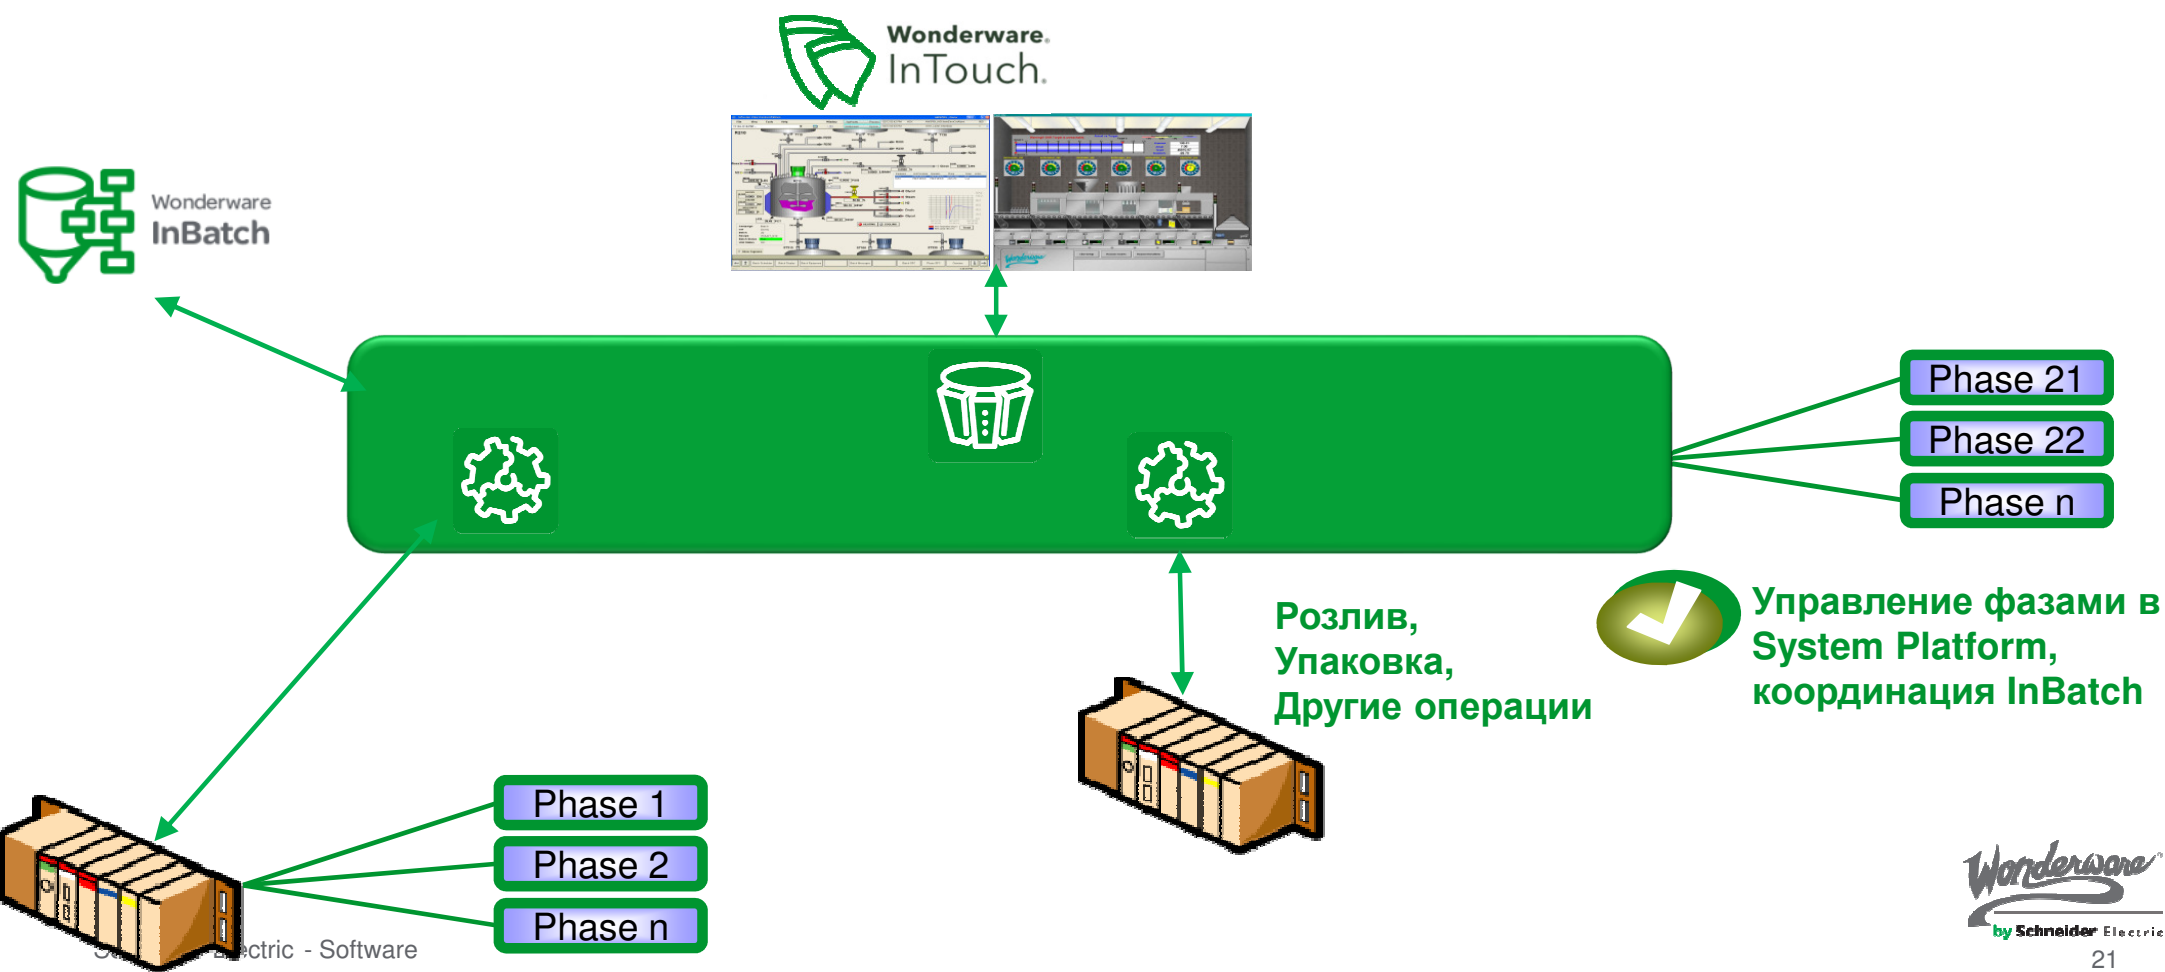 Wonderware.
InTouch.
Wonderware
InBatch
Phase 21
Phase 22
Phase n
Управление фазами в
System Platform,
координация InBatch
Розлив,
Упаковка,
Другие операции
Phase 1
Phase 2
Phase n
Wonderware
by Schneider Electric
ectric - Software
21